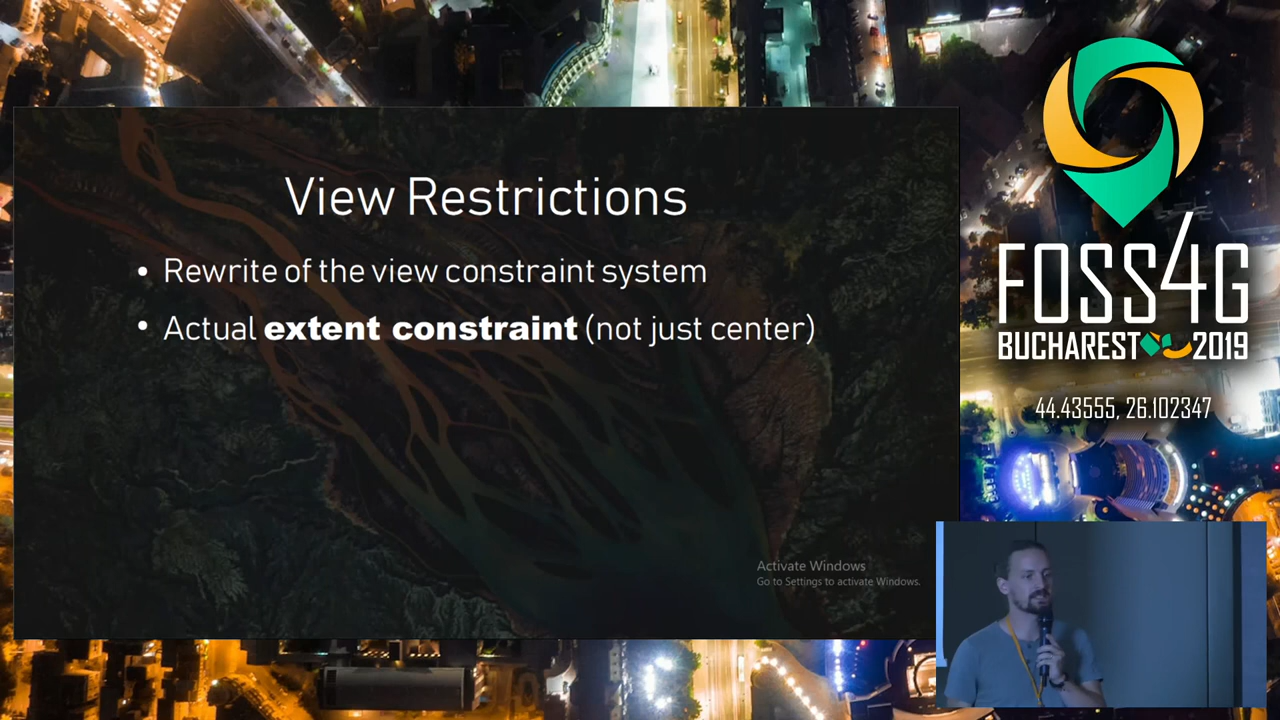 View Restrictions
• Rewrite of the view constraint system
• Actual extent constraint (not just center)
Activate Windows
Go to Settings to activate Windows.
FOSS4G
BUCHAREST 2019
44.43555, 26.102347